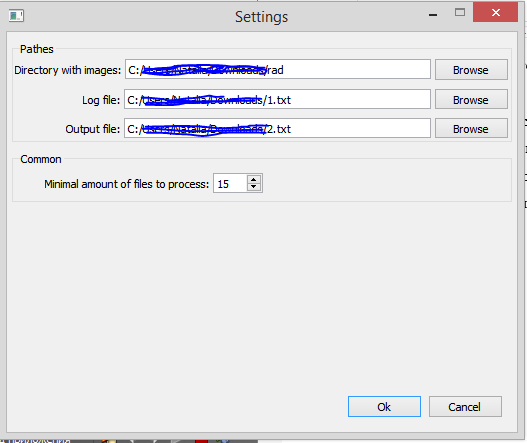 Settings
Pathes
Directory with images: C:/ /rad Browse
Log file: C:/ /1.txt Browse
Output file: C:/ /2.txt Browse
Common
Minimal amount of files to process: 15
Ok Cancel